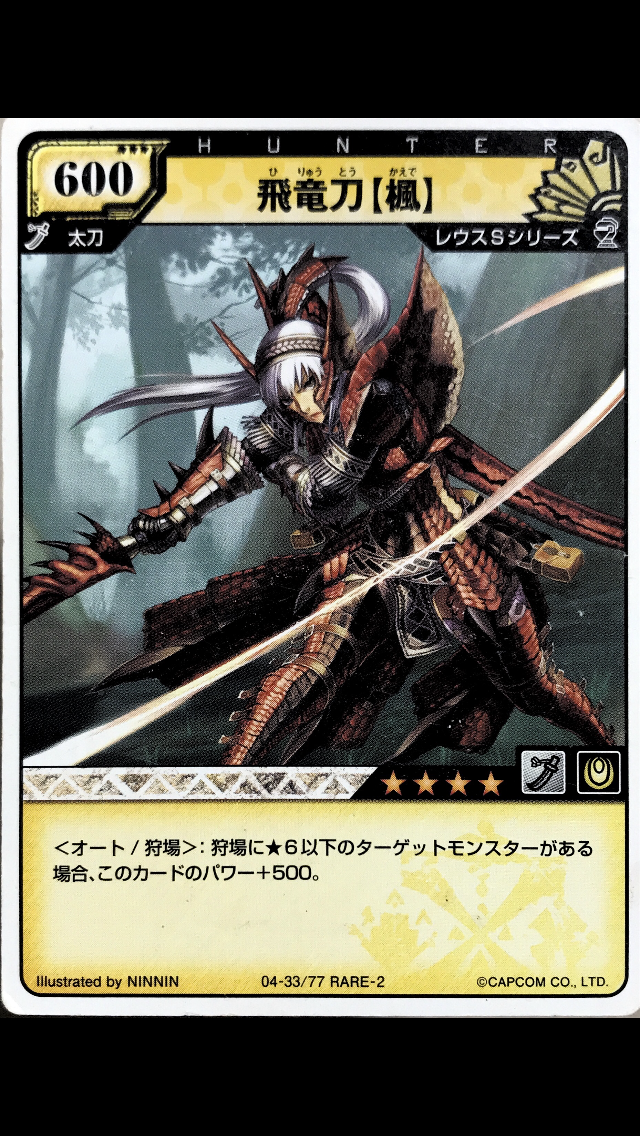 HUNTER
600
ひ りゅう とう かえで
飛竜刀【楓】
太刀
レウスSシリーズ
★★★★
＜オート / 狩場＞: 狩場に★6以下のターゲットモンスターがある
場合、このカードのパワー＋500。
Illustrated by NINNIN
04-33/77 RARE-2
©CAPCOM CO., LTD.